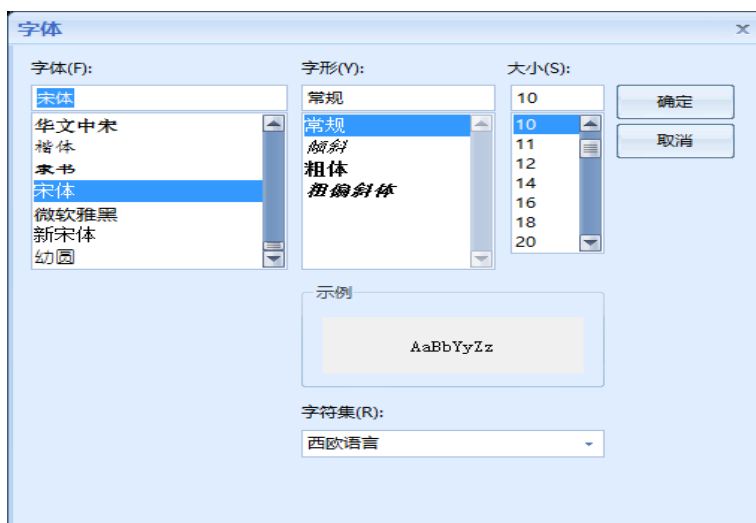 字体
字体(F):
字形(Y):
大小(S):
宋体
常规
10
确定
取消
华文中宋
楷体
隶书
宋体
微软雅黑
新宋体
幼圆
常规
倾斜
粗体
粗偏斜体
10
11
12
14
16
18
20
示例
AaBbYyZz
字符集(R):
西欧语言